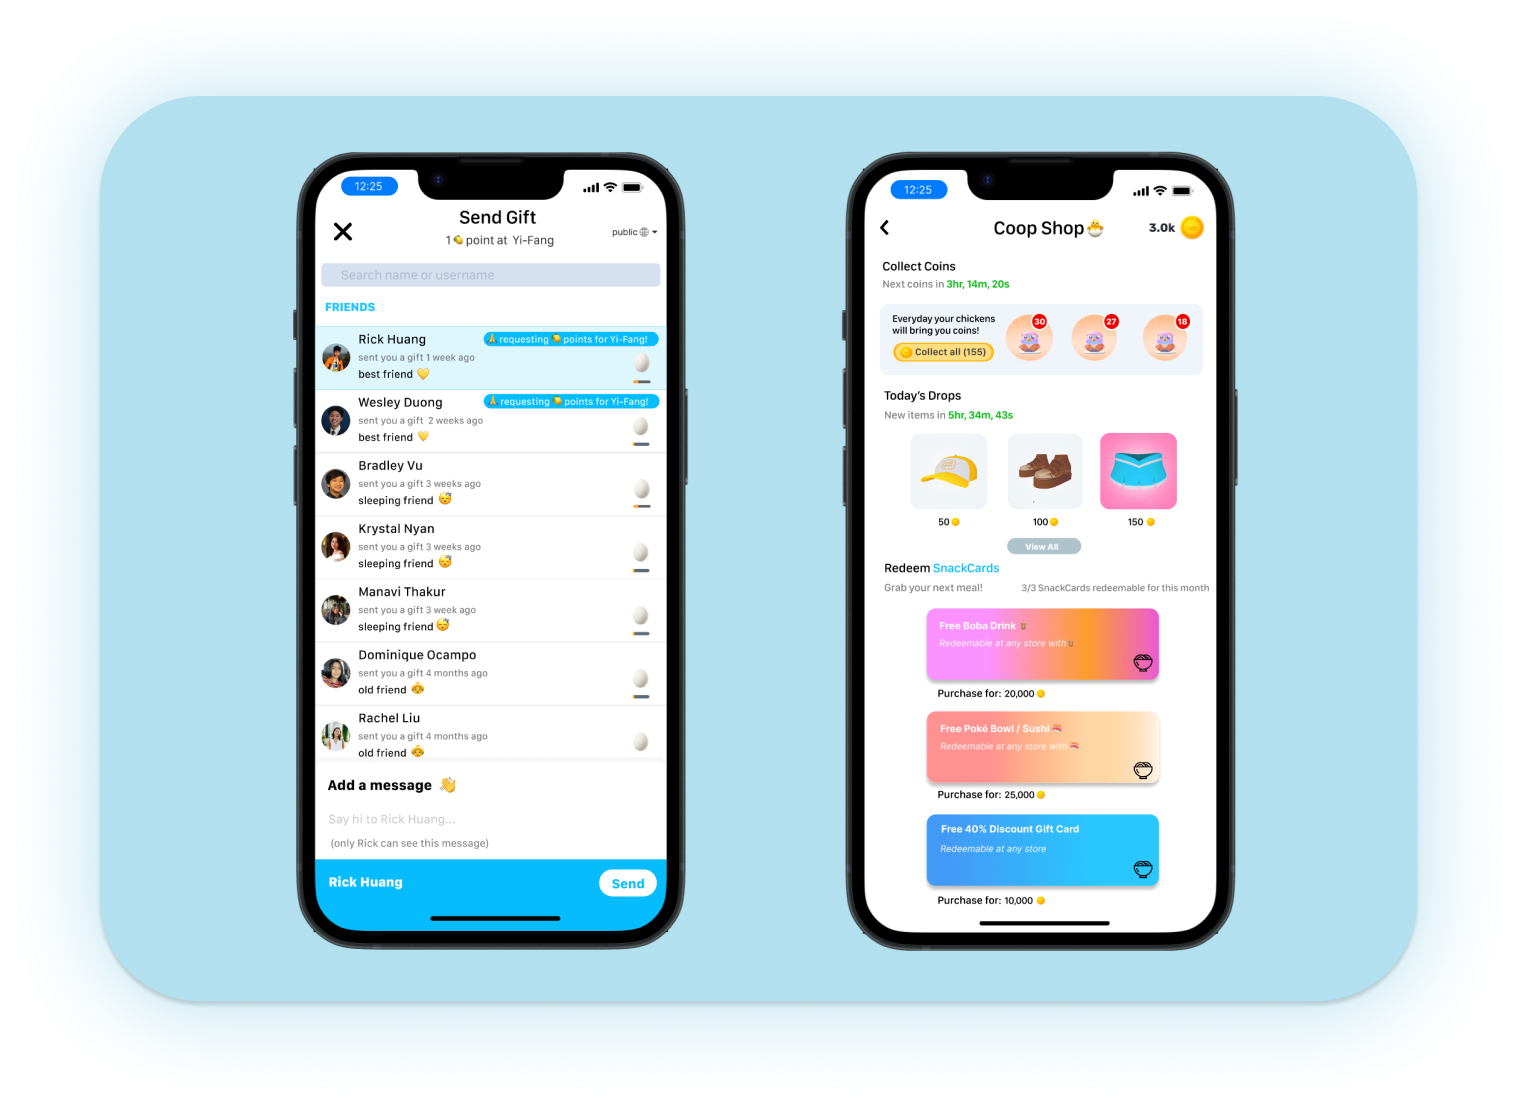 12:25
Send Gift
1 point at Yi-Fang
public
Search name or username
FRIENDS
Rick Huang
requesting points for Yi-Fang!
sent you a gift 1 week ago
best friend
Wesley Duong
requesting points for Yi-Fang!
sent you a gift 2 weeks ago
best friend
Bradley Vu
sent you a gift 3 weeks ago
sleeping friend
Krystal Nyan
sent you a gift 3 weeks ago
sleeping friend
Manavi Thakur
sent you a gift 3 week ago
sleeping friend
Dominique Ocampo
sent you a gift 4 months ago
old friend
Rachel Liu
sent you a gift 4 months ago
old friend
Add a message
Say hi to Rick Huang...
(only Rick can see this message)
Rick Huang
Send
12:25
Coop Shop
3.0k
Collect Coins
Next coins in 3hr, 14m, 20s
Everyday your chickens
will bring you coins!
Collect all (155)
30
27
18
Today's Drops
New items in 5hr, 34m, 43s
50
100
150
View All
Redeem SnackCards
Grab your next meal!
3/3 SnackCards redeemable for this month
Free Boba Drink
Redeemable at any store with
Purchase for: 20,000
Free Poké Bowl / Sushi
Redeemable at any store with
Purchase for: 25,000
Free 40% Discount Gift Card
Redeemable at any store
Purchase for: 10,000